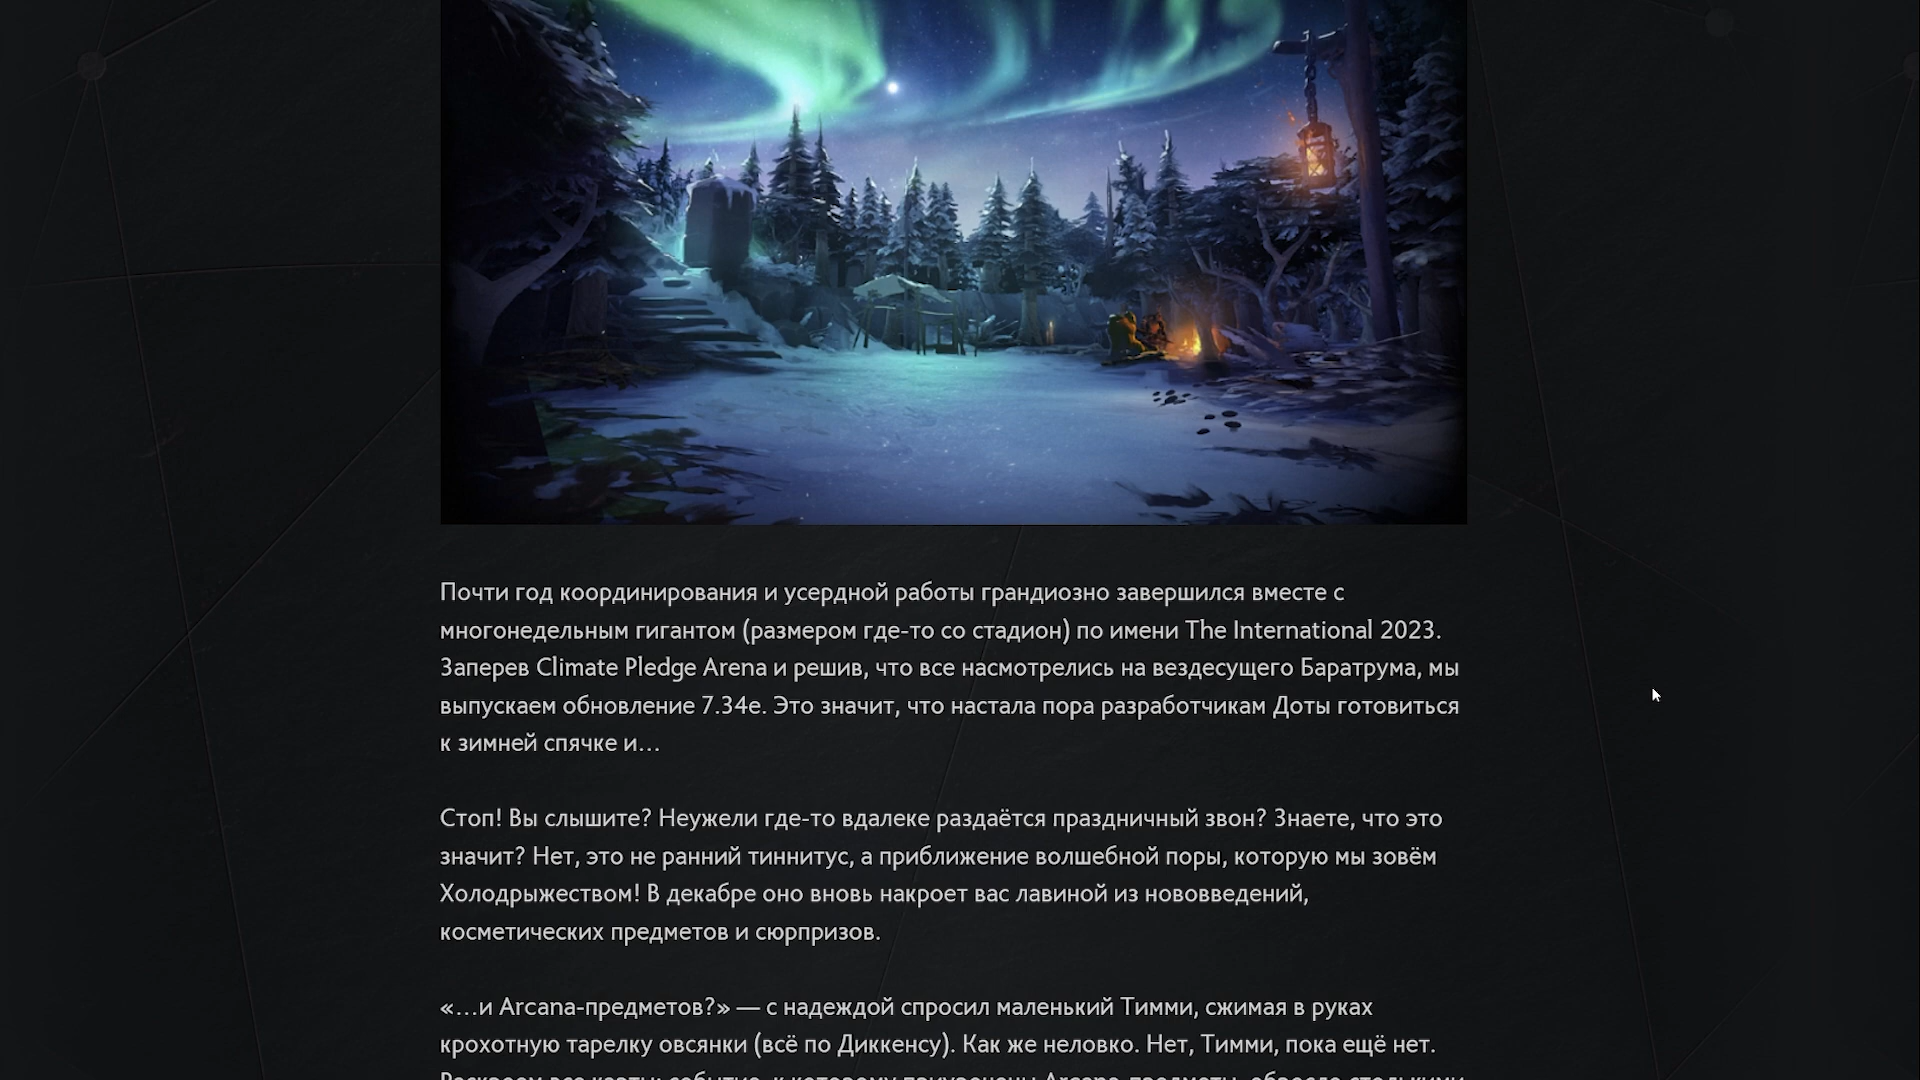 Почти год координирования и усердной работы грандиозно завершился вместе с
многонедельным гигантом (размером где-то со стадион) по имени The International 2023.
Заперев Climate Pledge Arena и решив, что все насмотрелись на вездесущего Баратрума, мы
выпускаем обновление 7.34e. Это значит, что настала пора разработчикам Доты готовиться
к зимней спячке и…
Стоп! Вы слышите? Неужели где-то вдалеке раздаётся праздничный звон? Знаете, что это
значит? Нет, это не ранний тиннитус, а приближение волшебной поры, которую мы зовём
Холодрыжеством! В декабре оно вновь накроет вас лавиной из нововведений,
косметических предметов и сюрпризов.
«…и Arcana-предметов?» — с надеждой спросил маленький Тимми, сжимая в руках
крохотную тарелку овсянки (всё по Диккенсу). Как же неловко. Нет, Тимми, пока ещё нет.